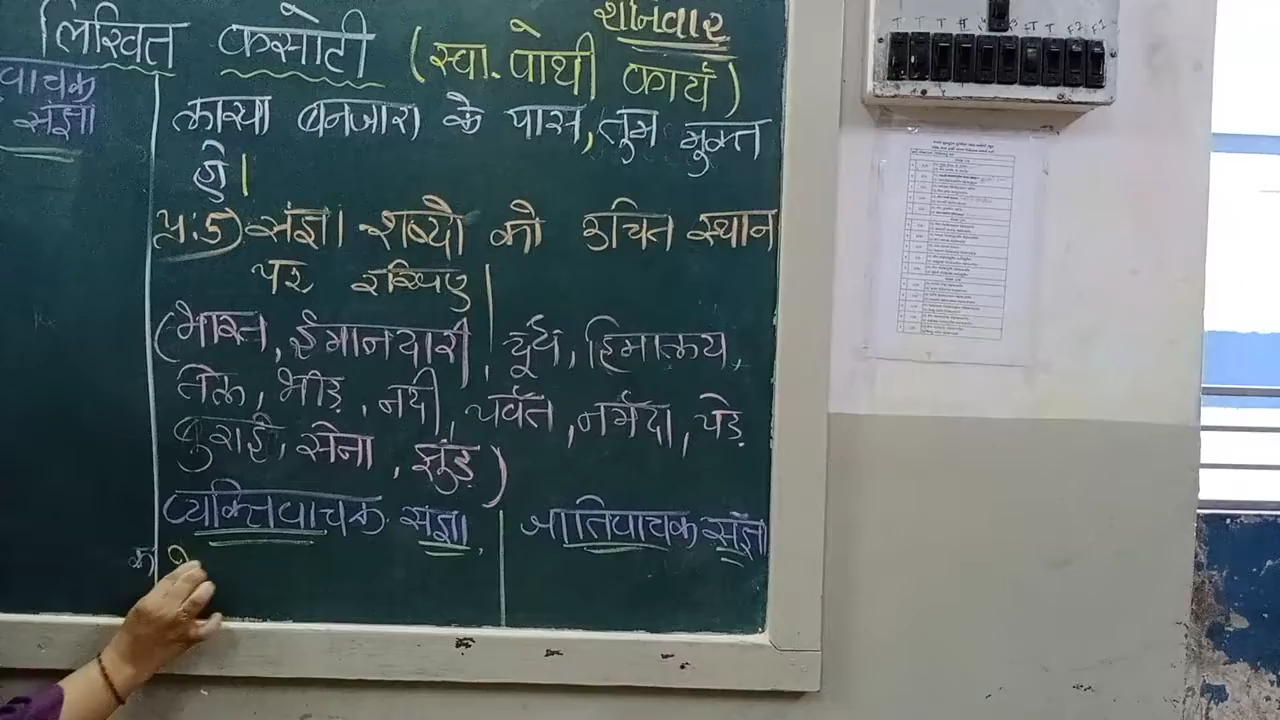 शनिवार
लिखित कसोटी (स्वा. पोथी कार्य)
वाचक
संज्ञा
लाखा बनजारा के पास, तुम मुक्त
हो।
प्र:5) संज्ञा शब्दो को उचित स्थान
पर रखिए।
(भारत, ईमानदारी, दूध, हिमालय,
तेल, भीड़, नदी, पर्वत, नर्मदा, पेड़
बुराई, सेना, झुंड़)
व्यक्तिवाचक संज्ञा, जातिवाचक संज्ञा
क